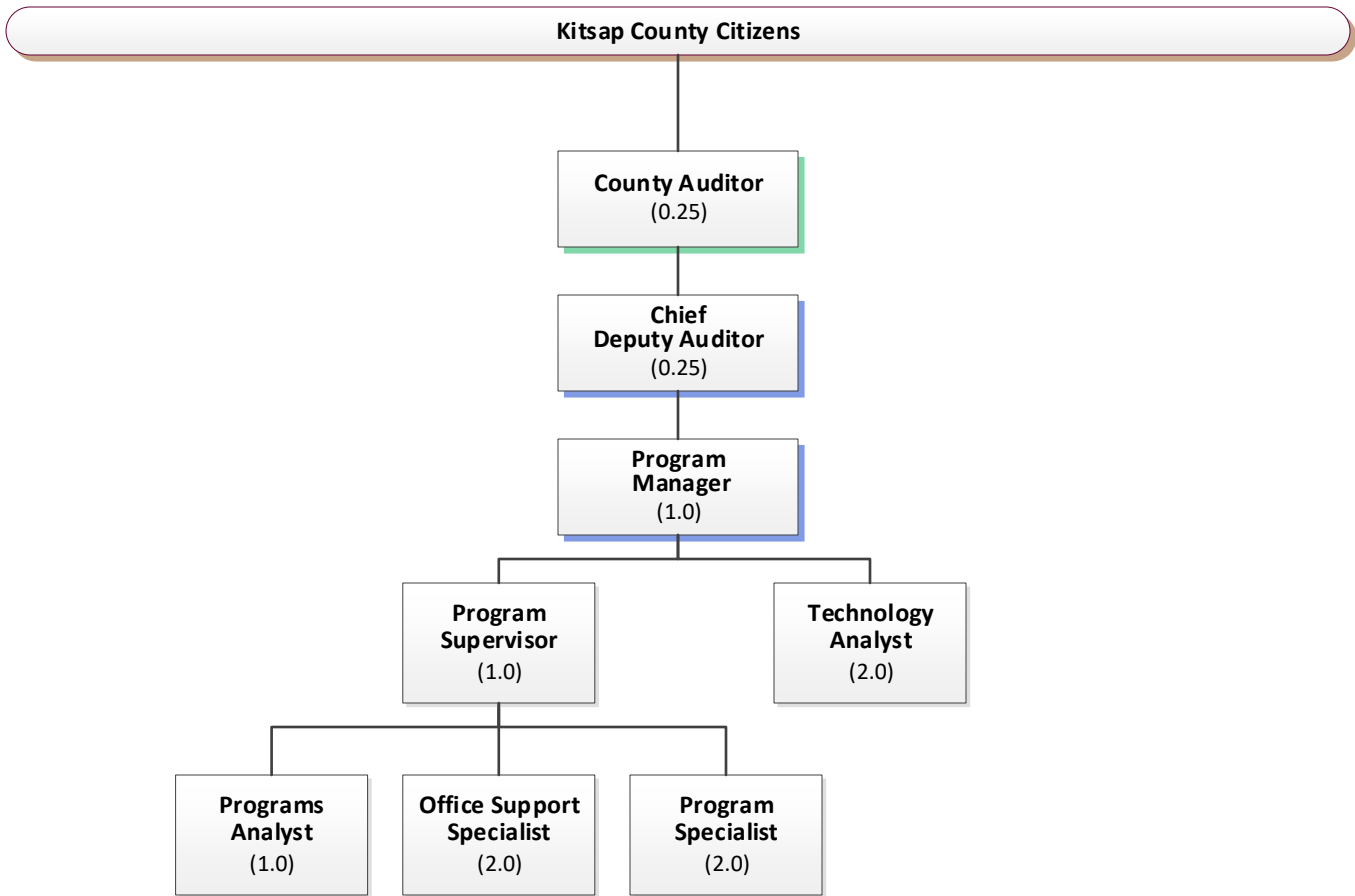 Kitsap County Citizens
County Auditor
(0.25)
Chief
Deputy Auditor
(0.25)
Program
Manager
(1.0)
Program
Supervisor
(1.0)
Technology
Analyst
(2.0)
Programs
Analyst
(1.0)
Office Support
Specialist
(2.0)
Program
Specialist
(2.0)